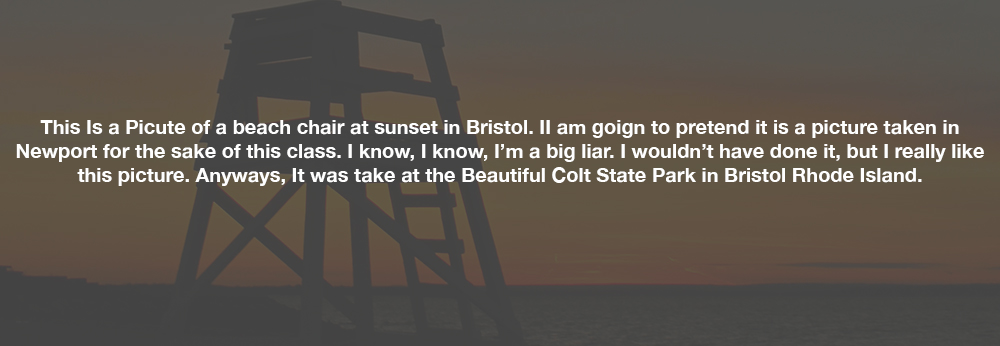 This Is a Picute of a beach chair at sunset in Bristol. II am goign to pretend it is a picture taken in
Newport for the sake of this class. I know, I know, I’m a big liar. I wouldn’t have done it, but I really like
this picture. Anyways, It was take at the Beautiful Colt State Park in Bristol Rhode Island.